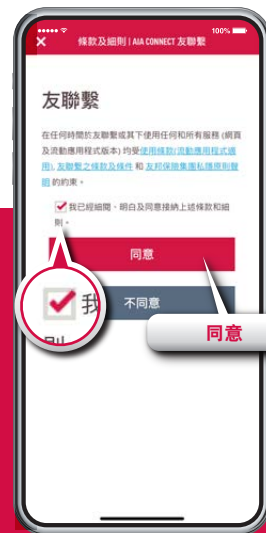 100%
× 條款及細則 | AIA CONNECT 友聯繫
友聯繫
在任何時間於友聯繫或其下使用任何和所有服務 (網頁
及流動應用程式版本) 均受使用條款(流動應用程式適
用), 友聯繫之條款及條件 和 友邦保險集團私隱原則聲
明 的約束。
我已經細閱、明白及同意接納上述條款和細
則。
同意
不同意
我
則
同意